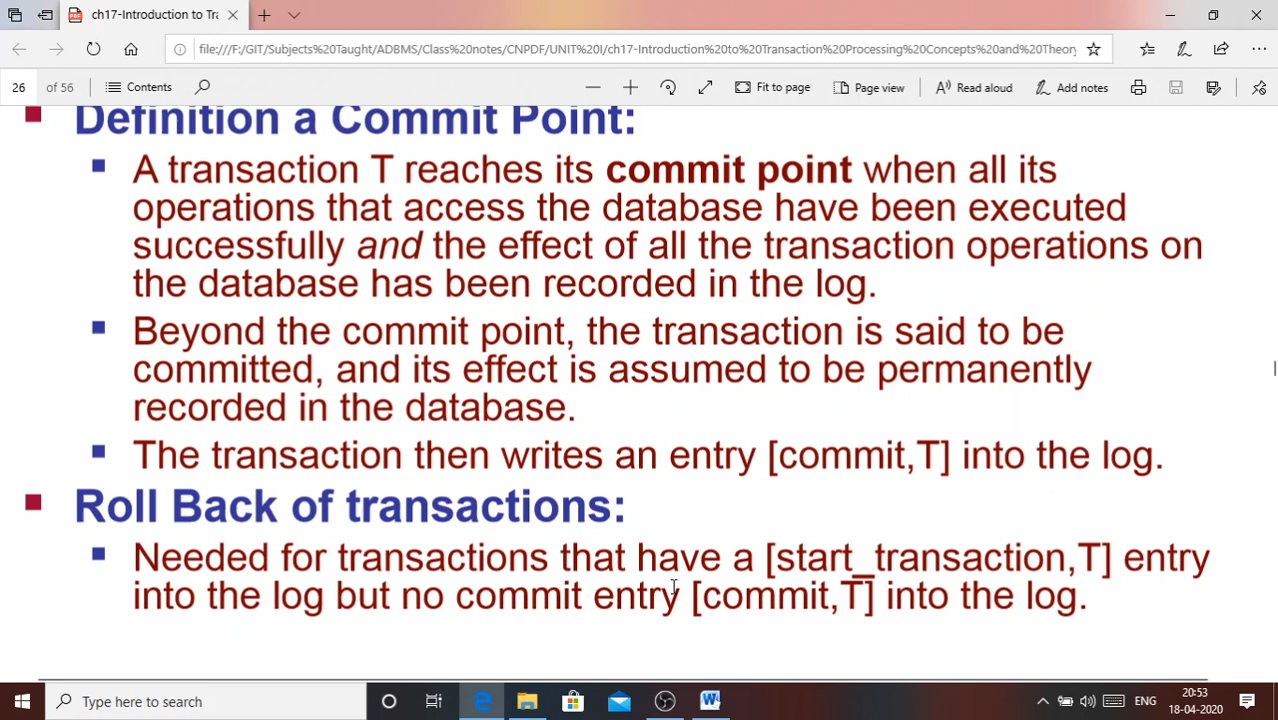 ch17-Introduction to Tra
file:///F:/GIT/Subjects%20Taught/ADBMS/Class%20notes/CNPDF/UNIT%20I/ch17-Introduction%20to%20Transaction%20Processing%20Concepts%20and%20Theory
26 of 56 Contents Fit to page Page view Read aloud Add notes
Definition a Commit Point:
A transaction T reaches its commit point when all its
operations that access the database have been executed
successfully and the effect of all the transaction operations on
the database has been recorded in the log.
Beyond the commit point, the transaction is said to be
committed, and its effect is assumed to be permanently
recorded in the database.
The transaction then writes an entry [commit,T] into the log.
Roll Back of transactions:
Needed for transactions that have a [start_transaction,T] entry
into the log but no commit entry [commit,T] into the log.
Type here to search
ENG
20:53
18-04-2020